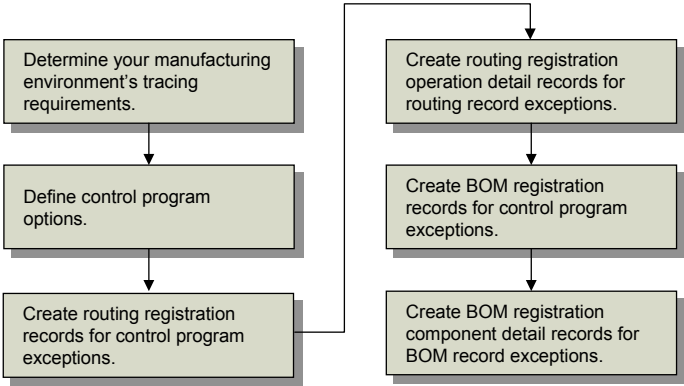 Determine your manufacturing
environment's tracing
requirements.
Define control program
options.
Create routing registration
records for control program
exceptions.
Create routing registration
operation detail records for
routing record exceptions.
Create BOM registration
records for control program
exceptions.
Create BOM registration
component detail records for
BOM record exceptions.